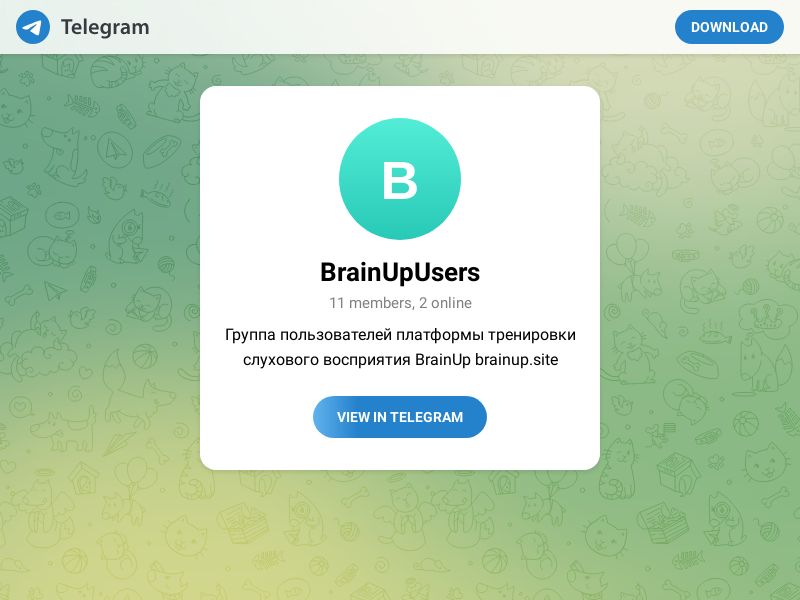 Telegram
DOWNLOAD
B
BrainUpUsers
11 members, 2 online
Группа пользователей платформы тренировки
слухового восприятия BrainUp brainup.site
VIEW IN TELEGRAM